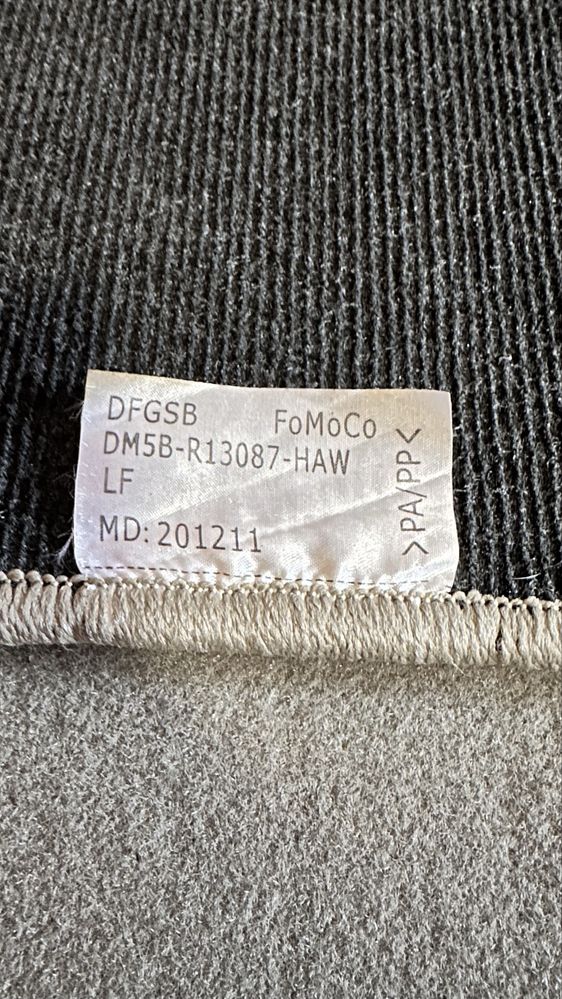 DFGSB FoMoCo
DM5B-R13087-HAW
LF
MD: 201211
>PA/PP<